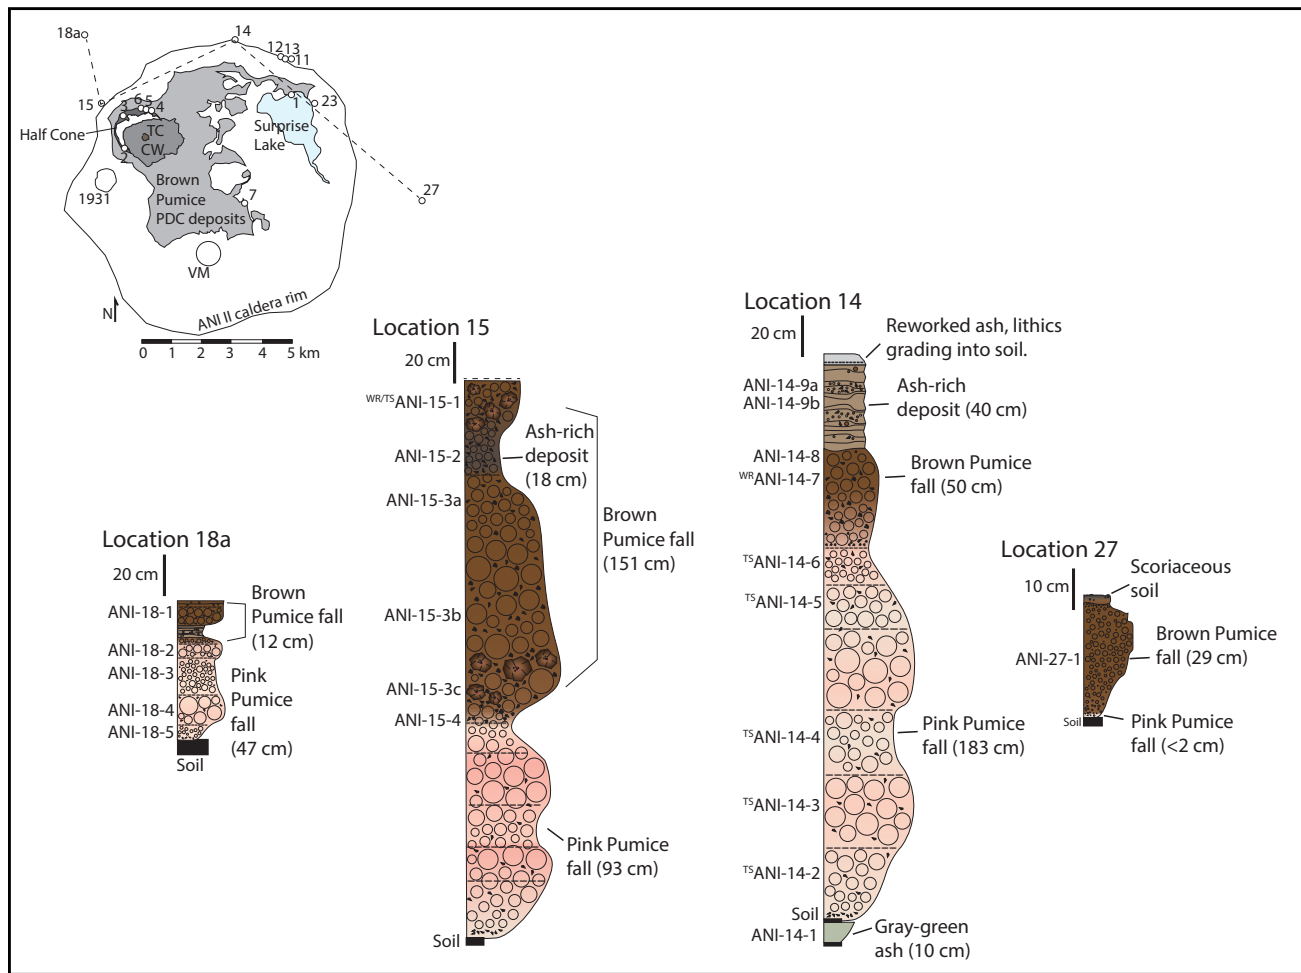 18a
14
12
13
11
15
3
6
5
4
1
23
Half Cone
TC
CW
2
Surprise
Lake
1931
Brown
Pumice
PDC deposits
7
27
VM
N
ANI II caldera rim
0 1 2 3 4 5 km
Location 18a
20 cm
ANI-18-1
ANI-18-2
ANI-18-3
ANI-18-4
ANI-18-5
Soil
Brown
Pumice fall
(12 cm)
Pink
Pumice
fall
(47 cm)
Location 15
20 cm
WR/TSANI-15-1
ANI-15-2
ANI-15-3a
ANI-15-3b
ANI-15-3c
ANI-15-4
Soil
Ash-rich
deposit
(18 cm)
Brown
Pumice fall
(151 cm)
Pink Pumice
fall (93 cm)
Location 14
20 cm
Reworked ash, lithics
grading into soil.
ANI-14-9a
ANI-14-9b
Ash-rich
deposit (40 cm)
ANI-14-8
WRANI-14-7
Brown Pumice
fall (50 cm)
TSANI-14-6
TSANI-14-5
TSANI-14-4
Pink Pumice
fall (183 cm)
TSANI-14-3
TSANI-14-2
Soil
ANI-14-1
Gray-green
ash (10 cm)
Location 27
10 cm
Scoriaceous
soil
ANI-27-1
Brown Pumice
fall (29 cm)
Soil
Pink Pumice
fall (<2 cm)